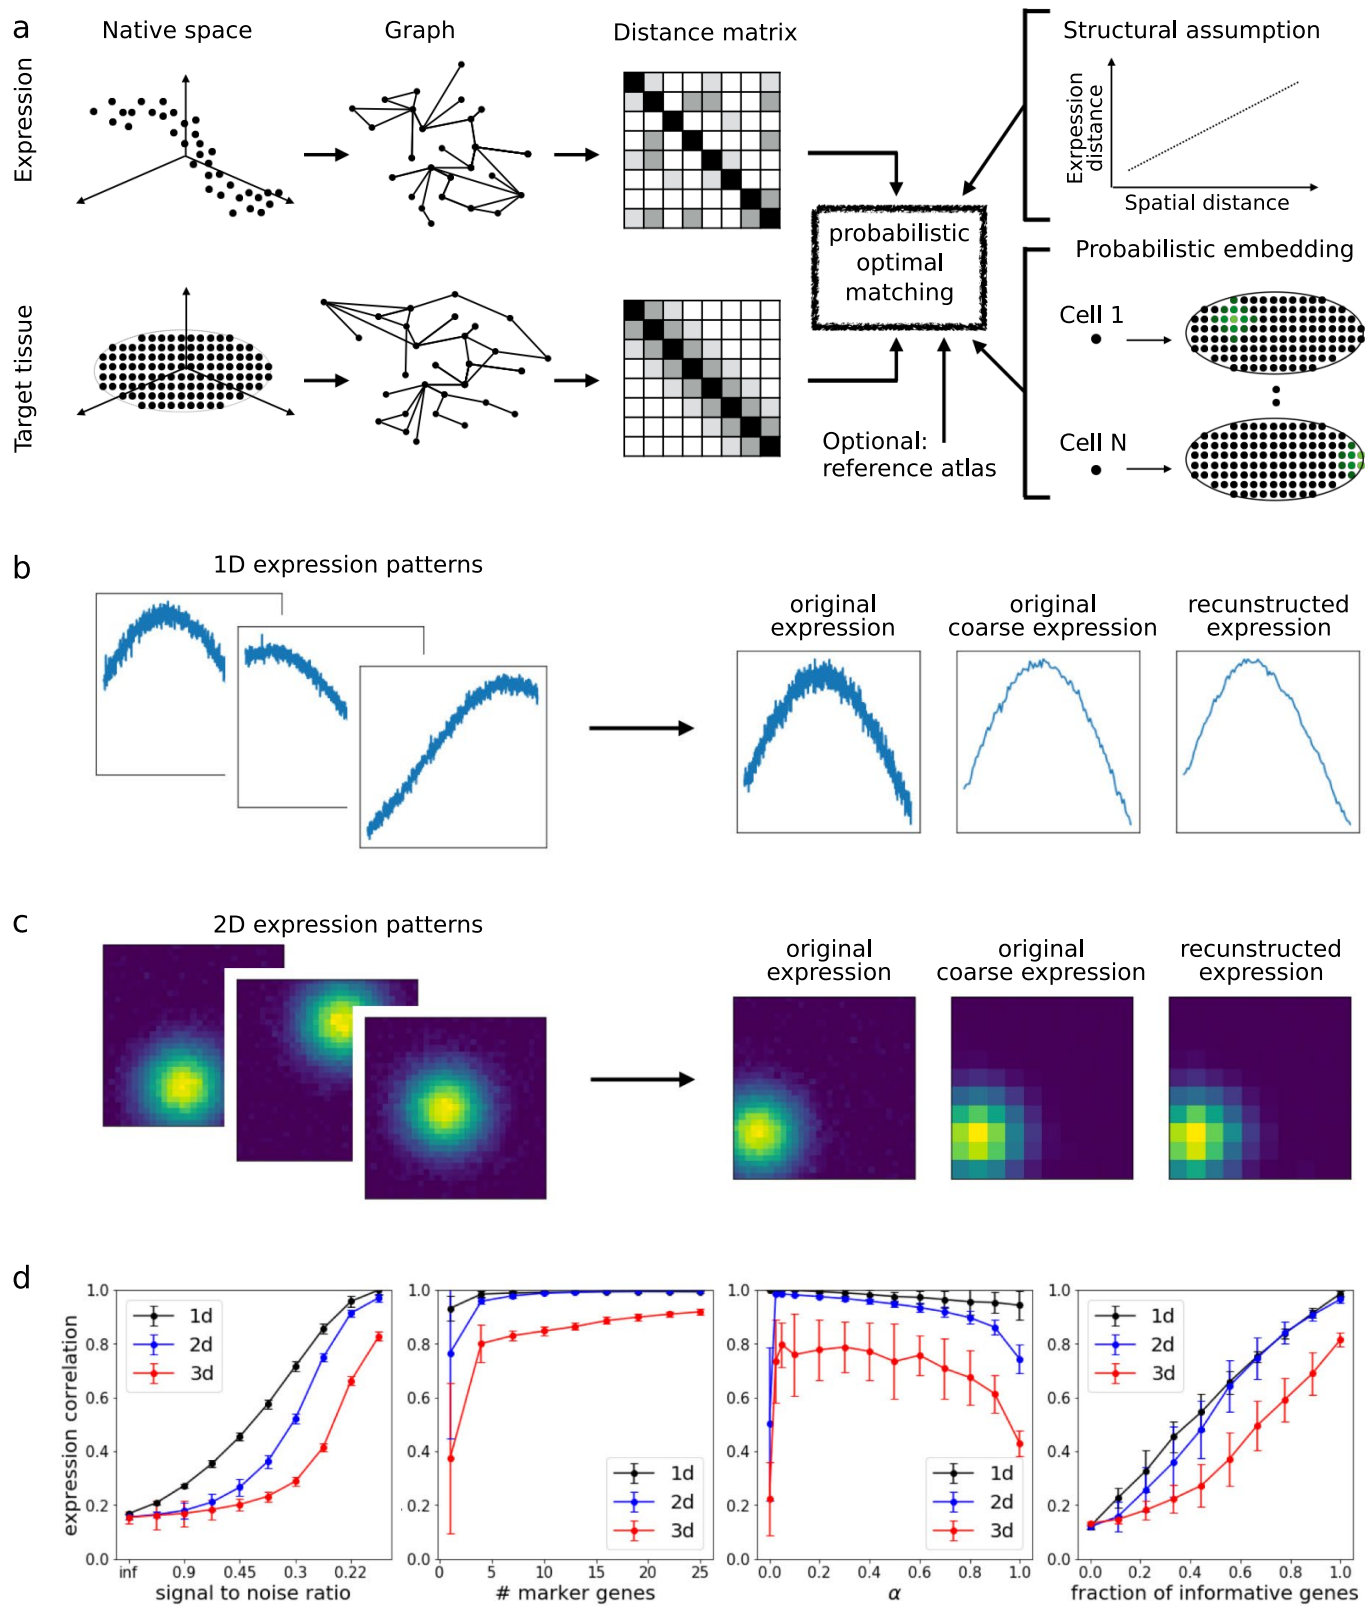 a
Native space
Graph
Distance matrix
Structural assumption
Expression
Exrpession
distance
Spatial distance
probabilistic
optimal
matching
Probabilistic embedding
Cell 1
Cell N
Target tissue
Optional:
reference atlas
b
1D expression patterns
original
expression
original
coarse expression
recunstructed
expression
c
2D expression patterns
original
expression
original
coarse expression
recunstructed
expression
d
expression correlation
1.0
0.8
0.6
0.4
0.2
0.0
1d
2d
3d
inf
0.9
0.45
0.3
0.22
signal to noise ratio
1.0
0.8
0.6
0.4
0.2
0.0
1d
2d
3d
0
5
10
15
20
25
# marker genes
1.0
0.8
0.6
0.4
0.2
0.0
1d
2d
3d
0.0
0.2
0.4
0.6
0.8
1.0
α
1.0
0.8
0.6
0.4
0.2
0.0
1d
2d
3d
0.0
0.2
0.4
0.6
0.8
1.0
fraction of informative genes